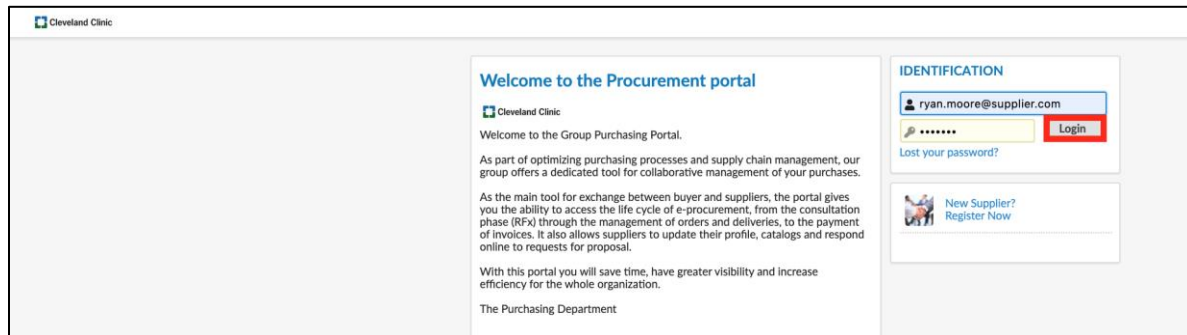 Cleveland Clinic
Welcome to the Procurement portal
Cleveland Clinic
Welcome to the Group Purchasing Portal.
As part of optimizing purchasing processes and supply chain management, our
group offers a dedicated tool for collaborative management of your purchases.
As the main tool for exchange between buyer and suppliers, the portal gives
you the ability to access the life cycle of e-procurement, from the consultation
phase (RFx) through the management of orders and deliveries, to the payment
of invoices. It also allows suppliers to update their profile, catalogs and respond
online to requests for proposal.
With this portal you will save time, have greater visibility and increase
efficiency for the whole organization.
The Purchasing Department
IDENTIFICATION
ryan.moore@supplier.com
••••••• Login
Lost your password?
New Supplier?
Register Now